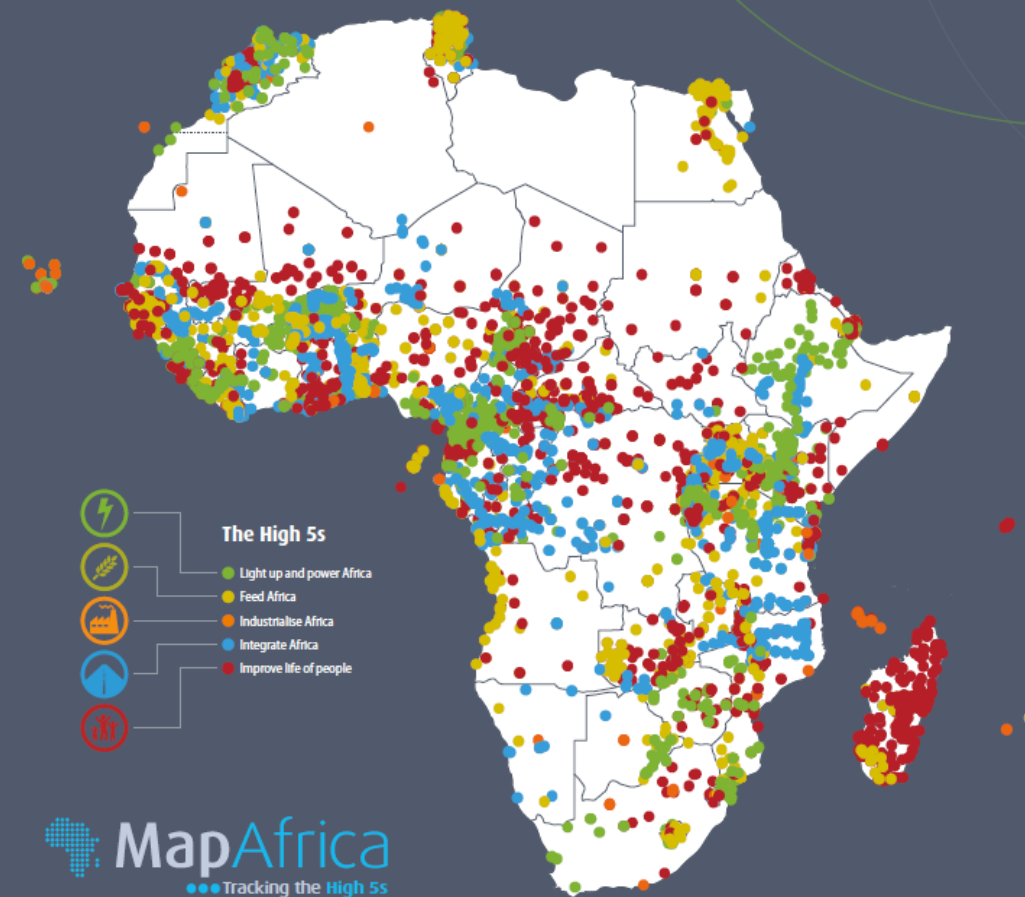 The High 5s
Light up and power Africa
Feed Africa
Industrialise Africa
Integrate Africa
Improve life of people
MapAfrica
Tracking the High 5s